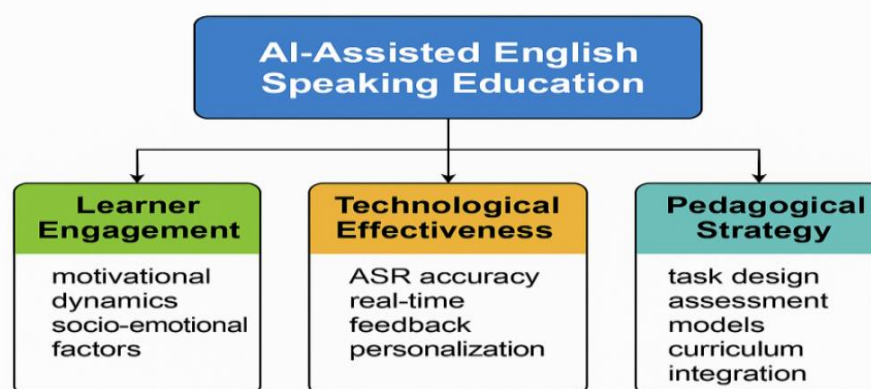 AI-Assisted English
Speaking Education
Learner
Engagement
motivational
dynamics
socio-emotional
factors
Technological
Effectiveness
ASR accuracy
real-time
feedback
personalization
Pedagogical
Strategy
task design
assessment
models
curriculum
integration